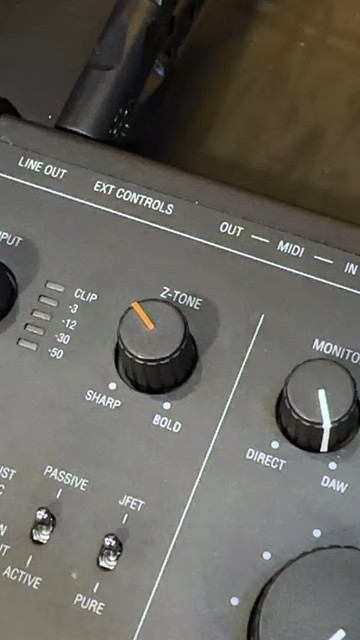 LINE OUT
EXT CONTROLS
OUT — MIDI — IN
CLIP
-3
-12
-30
-50
Z-TONE
SHARP
BOLD
MONITO
DIRECT
DAW
PASSIVE
ACTIVE
JFET
PURE